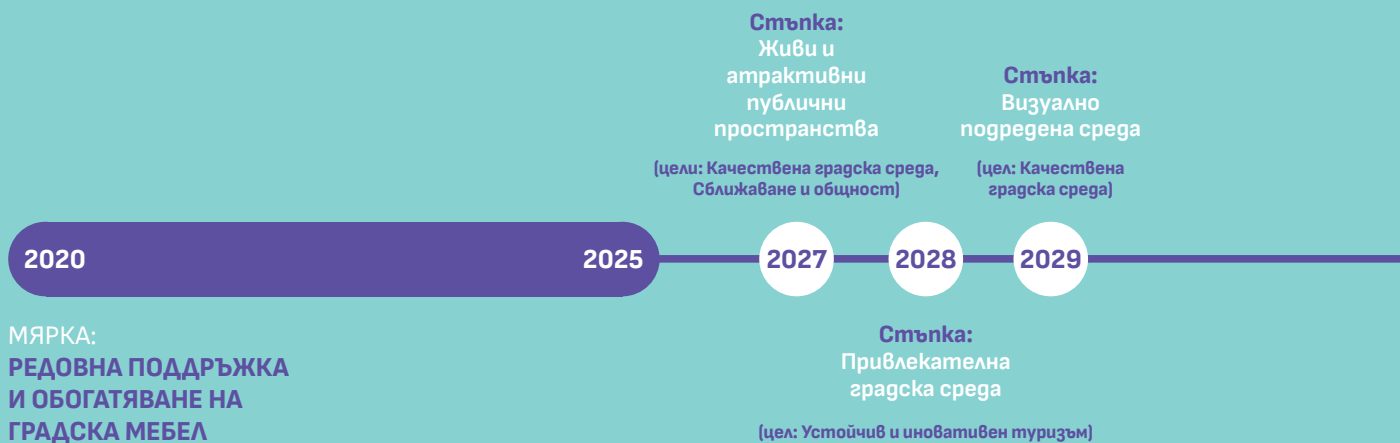 Стъпка:
Живи и
атрактивни
публични
пространства
(цели: Качествена градска среда,
Сближаване и общност)
Стъпка:
Визуално
подредена среда
(цел: Качествена
градска среда)
2020
2025
2027
2028
2029
МЯРКА:
РЕДОВНА ПОДДРЪЖКА
И ОБОГАТЯВАНЕ НА
ГРАДСКА МЕБЕЛ
Стъпка:
Привлекателна
градска среда
(цел: Устойчив и иновативен туризъм)